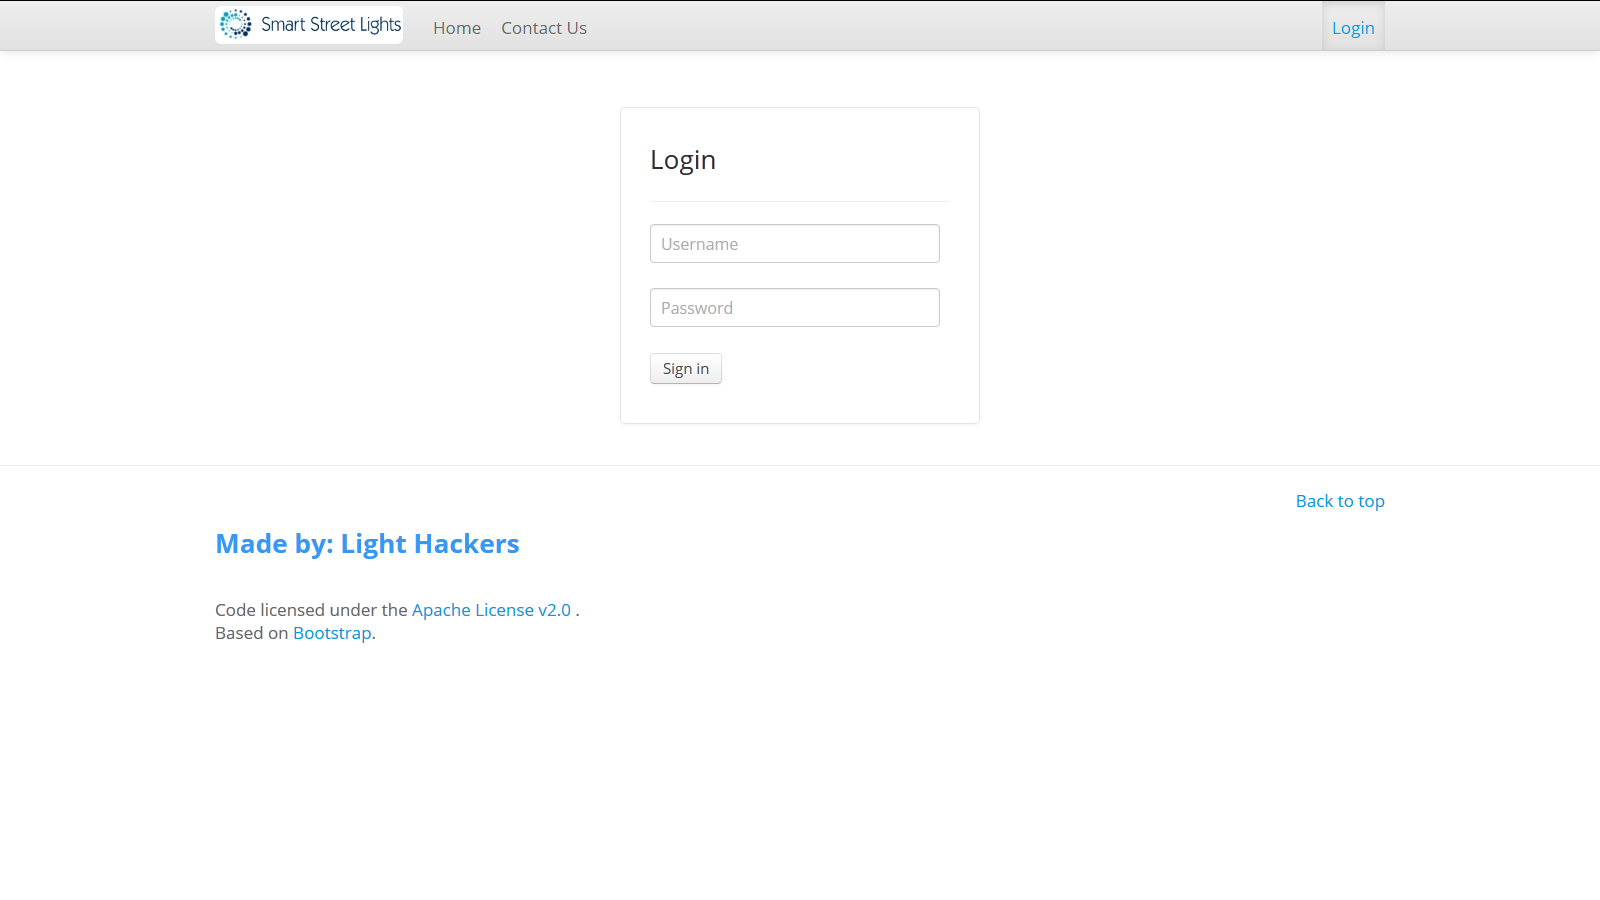 Smart Street Lights Home Contact Us Login
Login
Username
Password
Sign in
Back to top
Made by: Light Hackers
Code licensed under the Apache License v2.0 .
Based on Bootstrap.